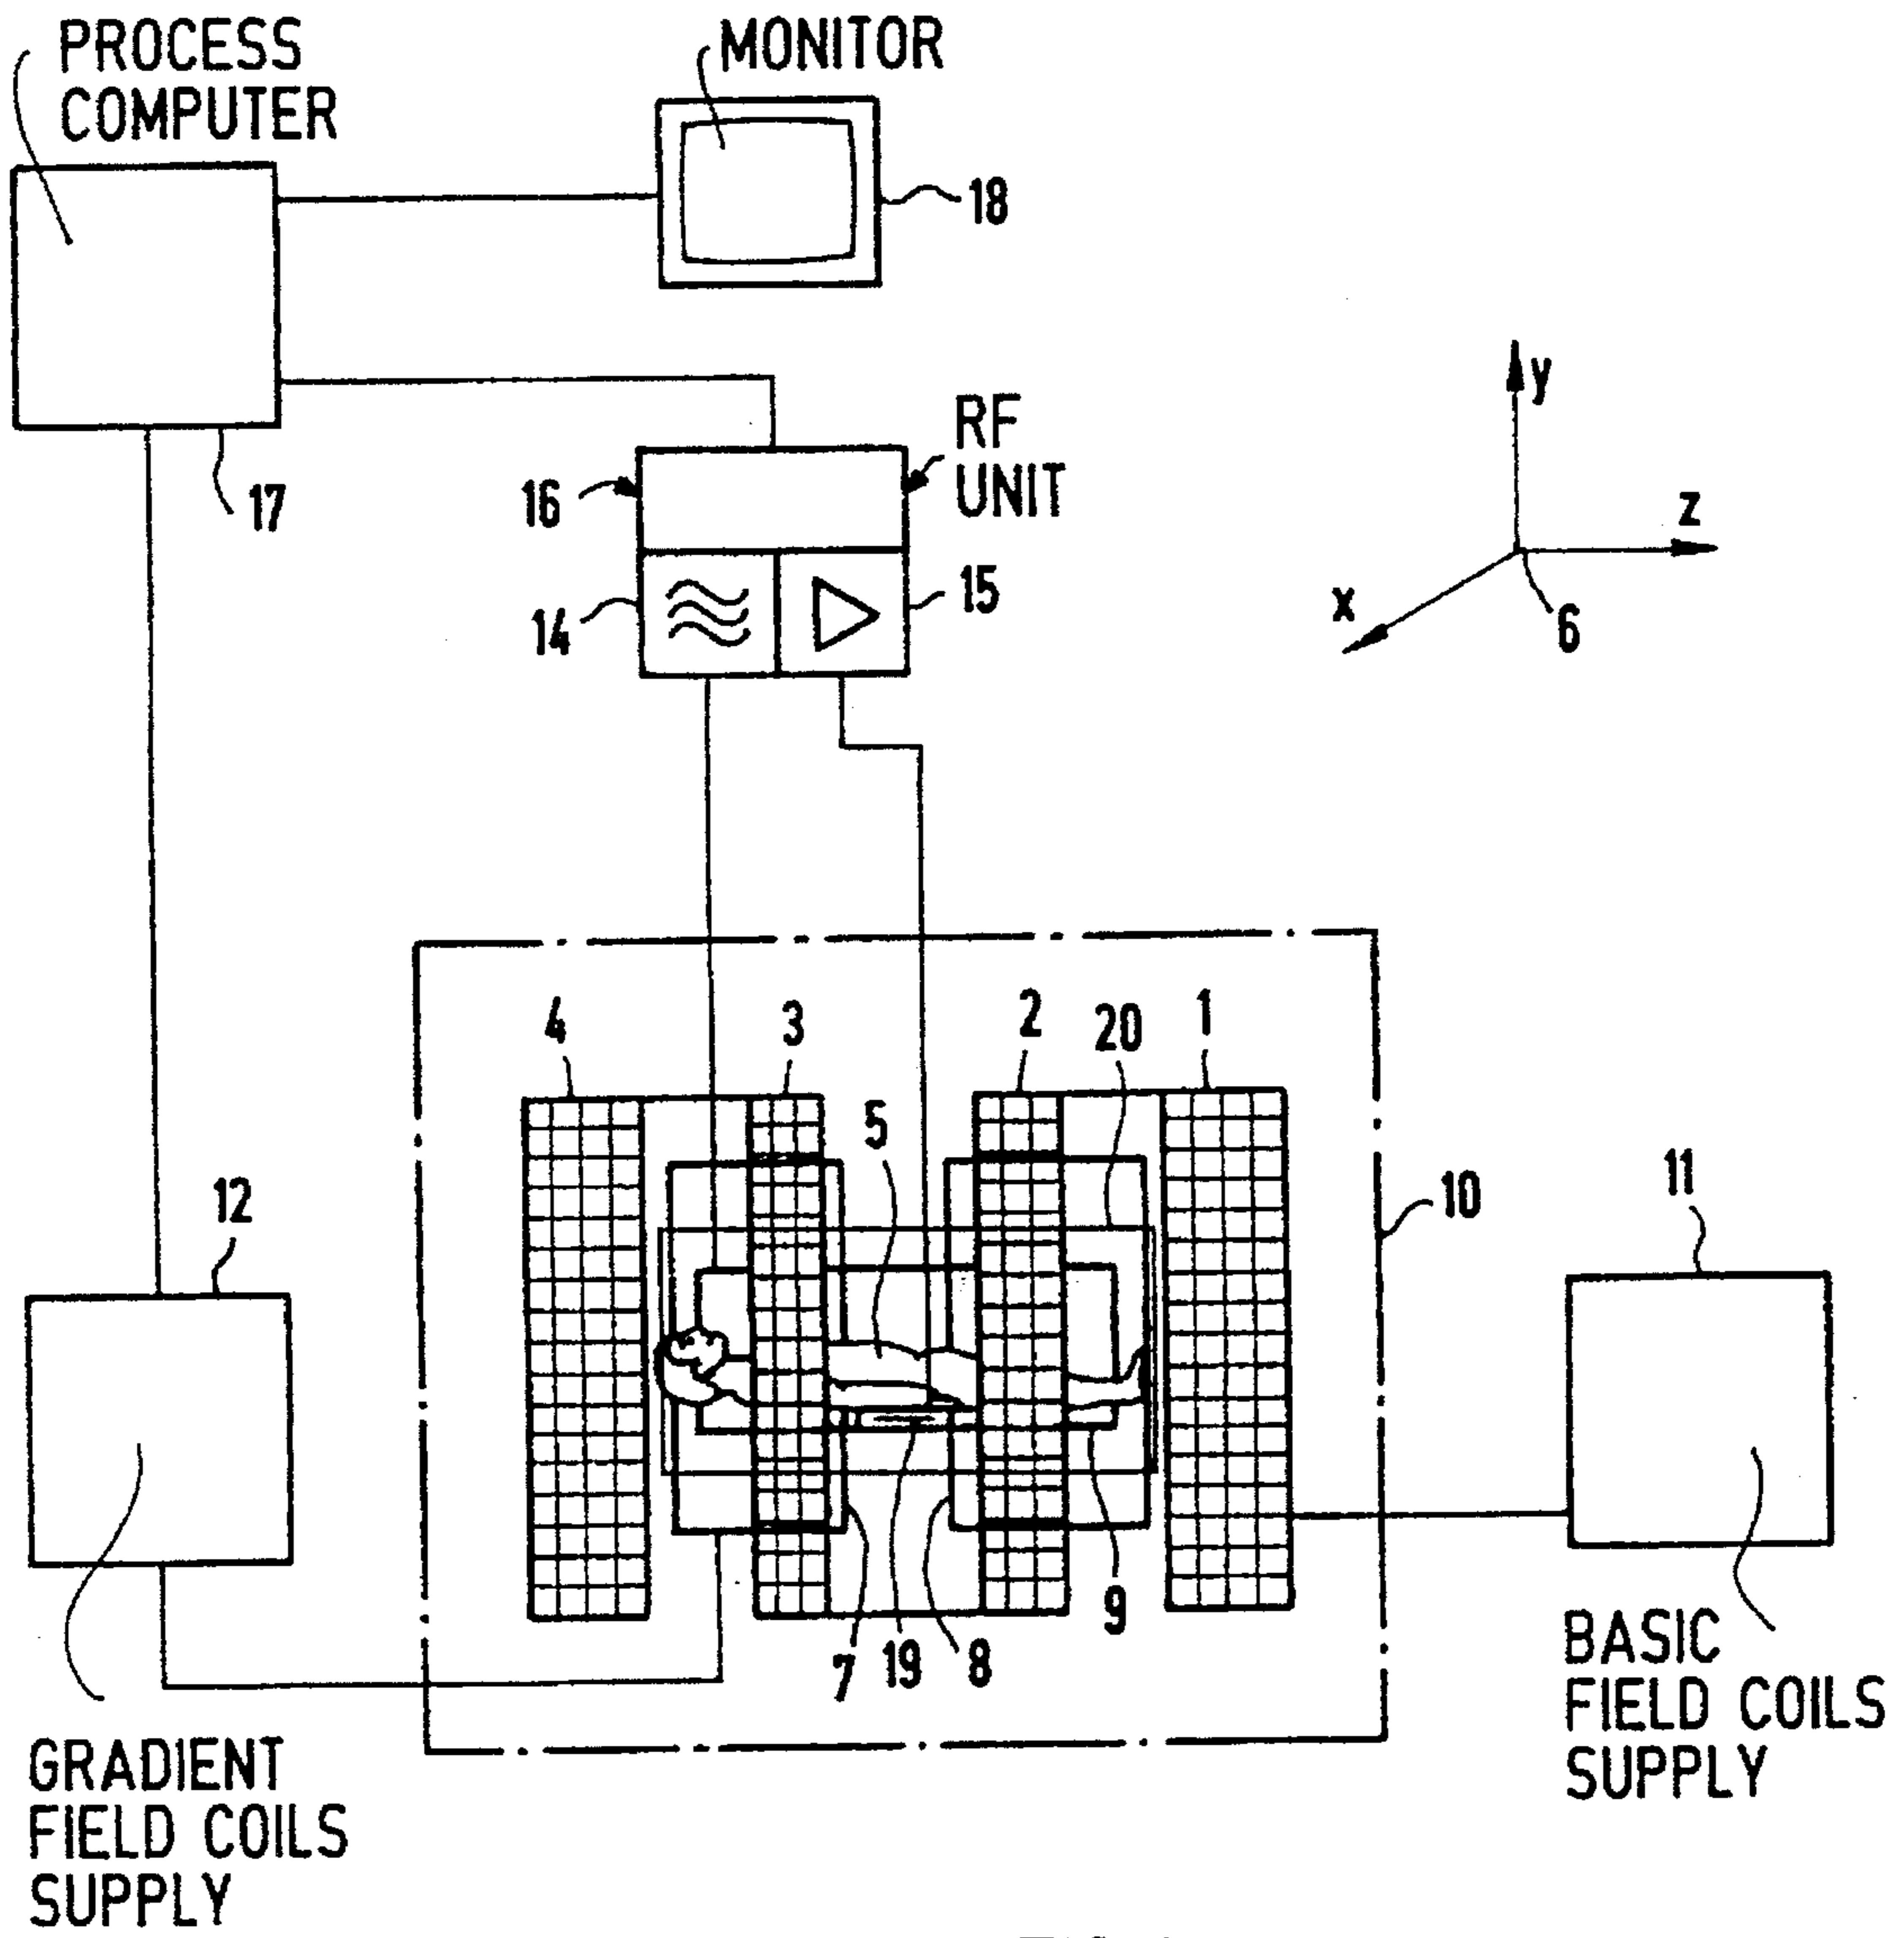 PROCESS
COMPUTER
MONITOR
18
17
16
RF
UNIT
14
15
y
z
x
6
4
3
2
20
1
5
10
11
12
7
19
8
9
GRADIENT
FIELD COILS
SUPPLY
BASIC
FIELD COILS
SUPPLY